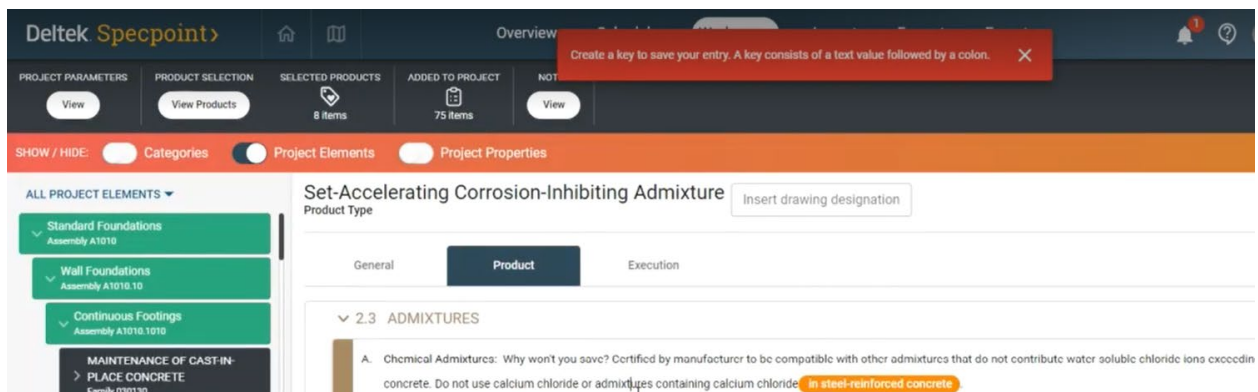 Deltek Specpoint
Overview
Create a key to save your entry. A key consists of a text value followed by a colon.
1
PROJECT PARAMETERS
View
PRODUCT SELECTION
View Products
SELECTED PRODUCTS
8 items
ADDED TO PROJECT
75 items
View
SHOW / HIDE:
Categories
Project Elements
Project Properties
ALL PROJECT ELEMENTS
Standard Foundations
Assembly A1010
Wall Foundations
Assembly A1010.10
Continuous Footings
Assembly A1010.1010
MAINTENANCE OF CAST-IN-
PLACE CONCRETE
Family 030130
Set-Accelerating Corrosion-Inhibiting Admixture
Product Type
Insert drawing designation
General
Product
Execution
2.3 ADMIXTURES
A. Chemical Admixtures: Why won't you save? Certified by manufacturer to be compatible with other admixtures that do not contribute water soluble chloride ions exceedin
concrete. Do not use calcium chloride or admixtures containing calcium chloride in steel-reinforced concrete.